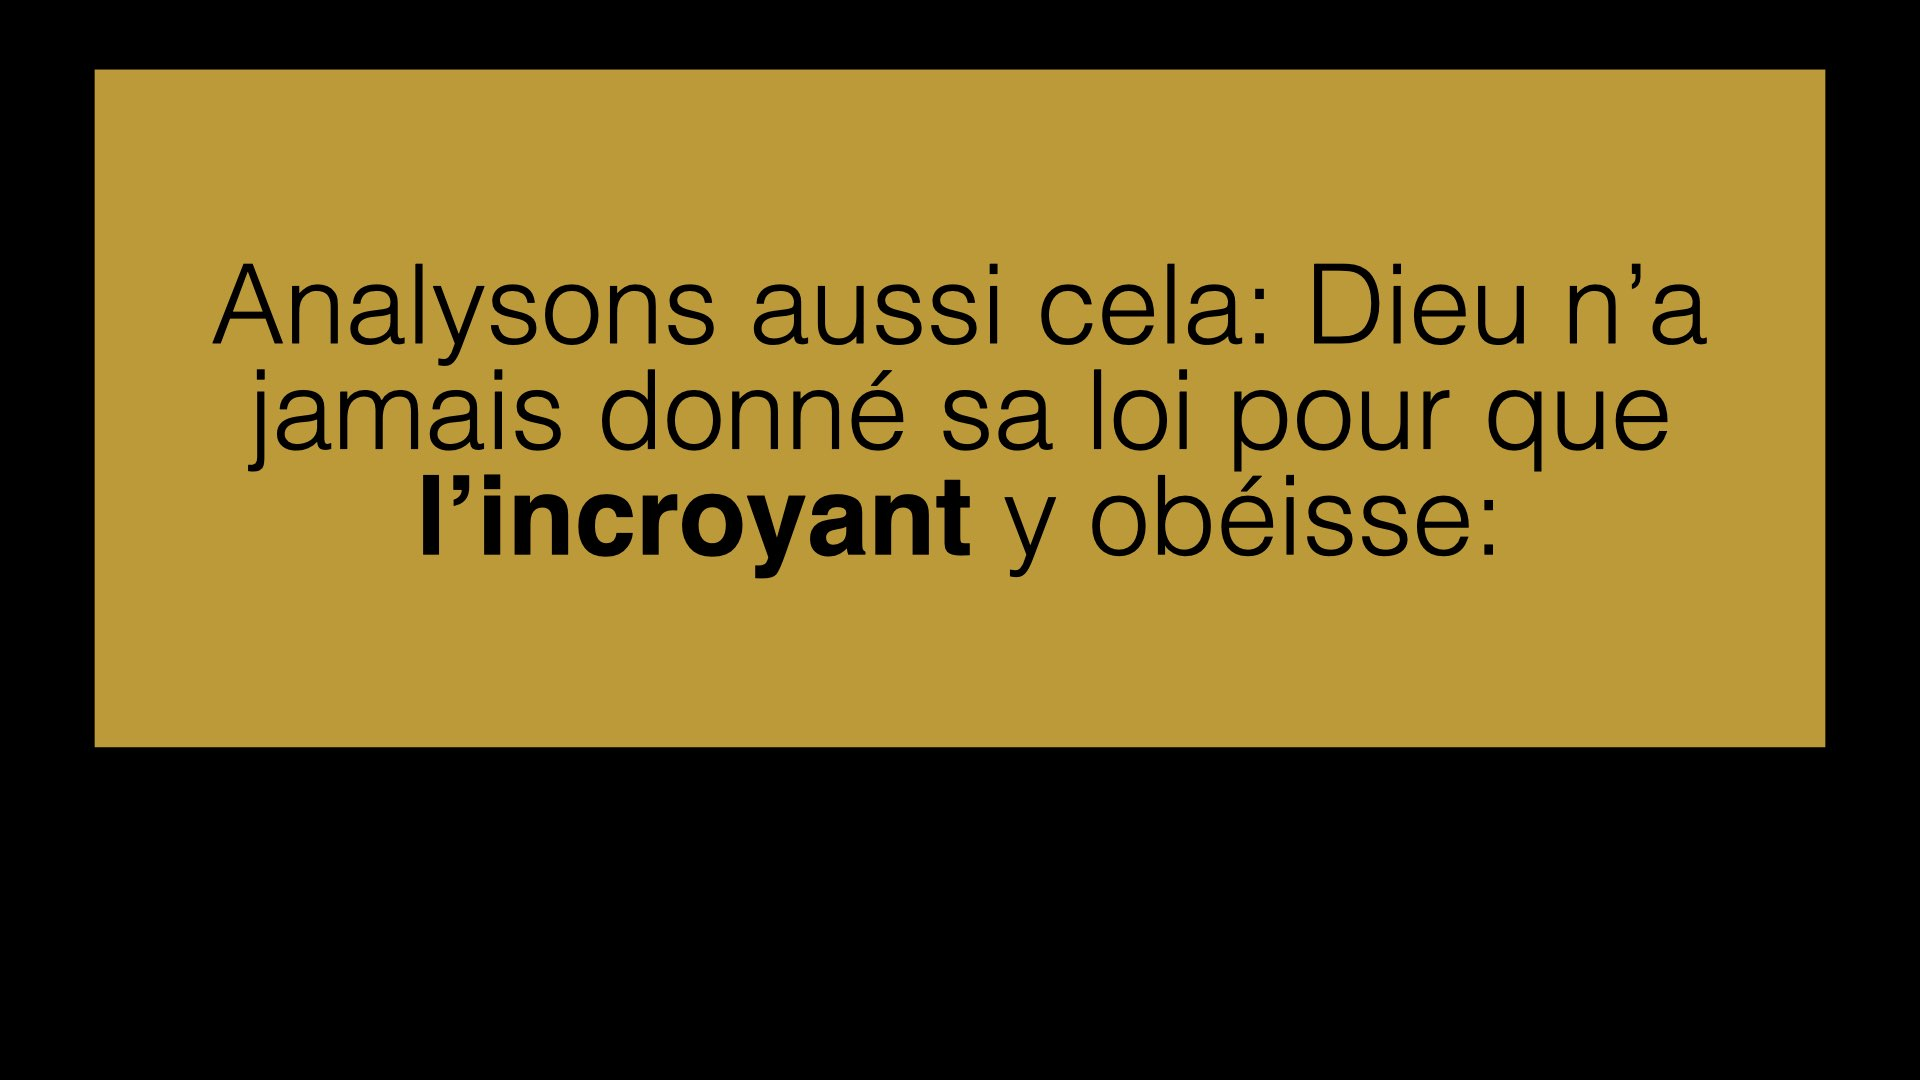 Analysons aussi cela: Dieu n’a
jamais donné sa loi pour que
l’incroyant y obéisse: